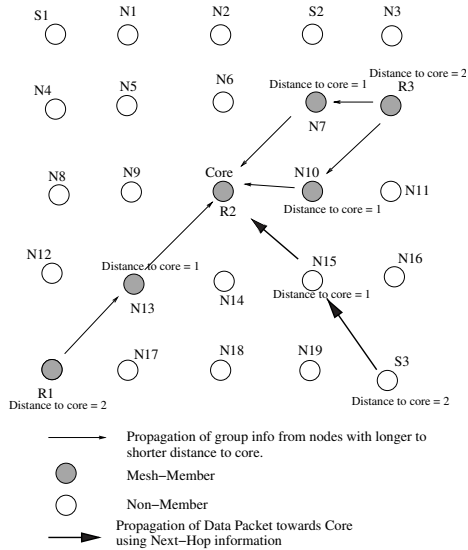 S1 N1 N2 S2 N3
Distance to core = 2
N4 N5 N6 Distance to core = 1 R3
N7
Core
N8 N9 N10 N11
R2 Distance to core = 1
N12 Distance to core = 1 N15 N16
N13 N14 Distance to core = 1
N17 N18 N19 S3
R1
Distance to core = 2 Distance to core = 2
Propagation of group info from nodes with longer to
shorter distance to core.
Mesh−Member
Non−Member
Propagation of Data Packet towards Core
using Next−Hop information